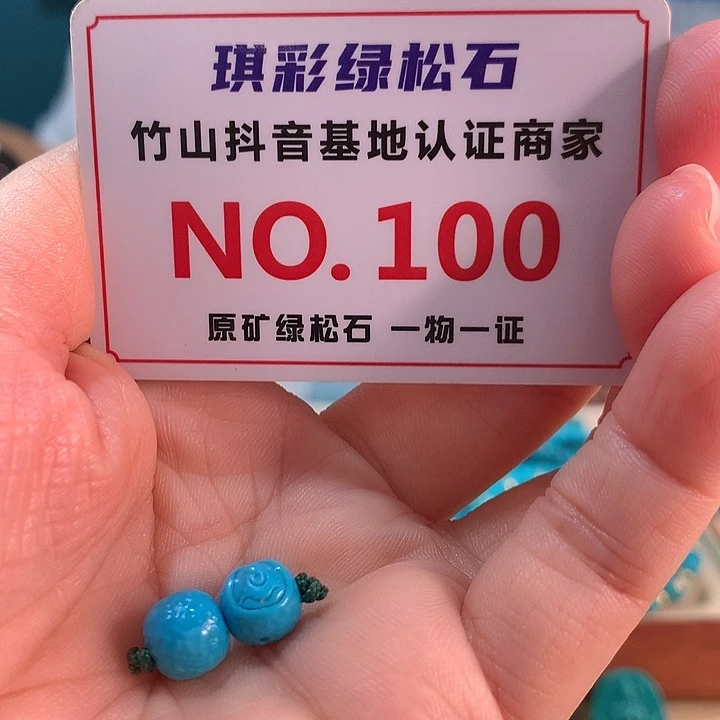 琪彩绿松石
竹山抖音基地认证商家
NO.100
原矿绿松石 一物一证